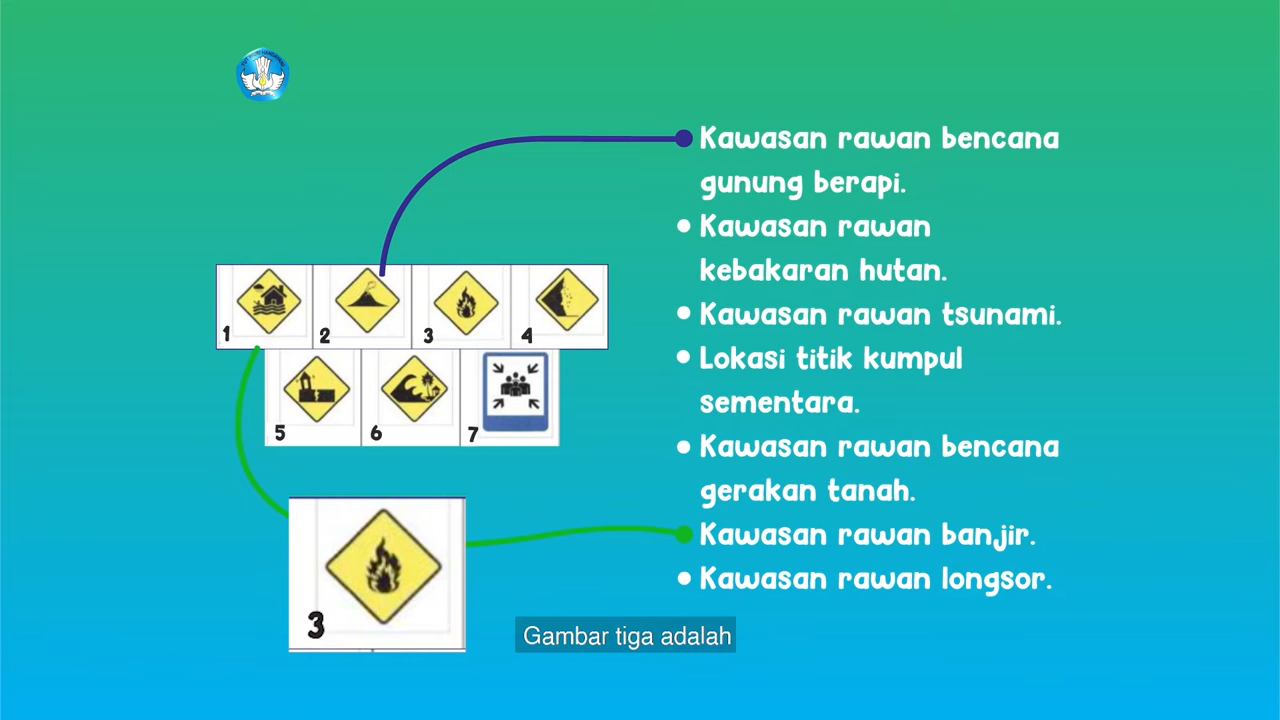 Kawasan rawan bencana
gunung berapi.
Kawasan rawan
kebakaran hutan.
Kawasan rawan tsunami.
Lokasi titik kumpul
sementara.
Kawasan rawan bencana
gerakan tanah.
Kawasan rawan banjir.
Kawasan rawan longsor.
1
2
3
4
5
6
7
3
Gambar tiga adalah